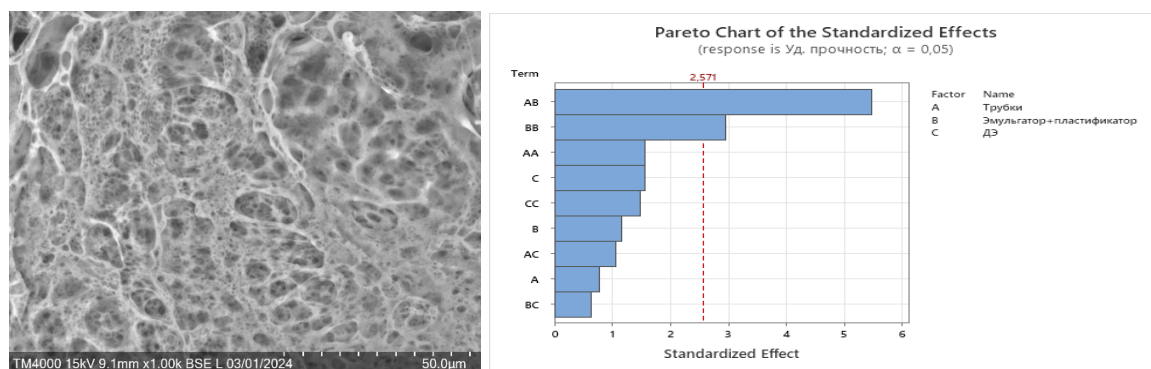 TM4000 15kV 9.1mm x1.00k BSE L 03/01/2024 50.0µm
Pareto Chart of the Standardized Effects
(response is Уд. прочность; α = 0,05)
Term
2,571
AB
BB
AA
C
CC
B
AC
A
BC
0 1 2 3 4 5 6
Standardized Effect
Factor Name
A Трубки
B Эмульгатор+пластификатор
C ДЭ